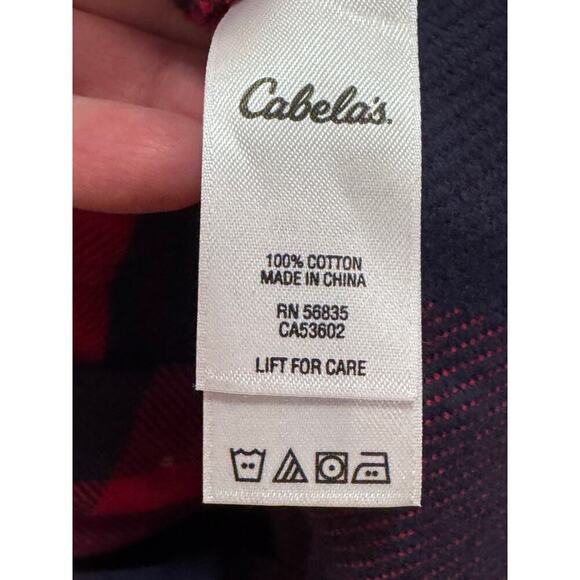 Cabela's.
100% COTTON
MADE IN CHINA
RN 56835
CA53602
LIFT FOR CARE